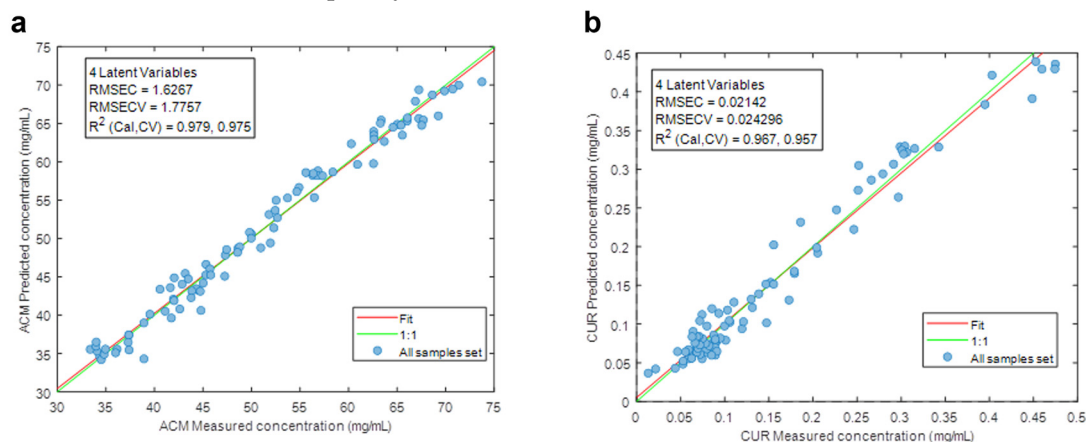 a
75
70
65
60
55
50
45
40
35
30
ACM Predicted concentration (mg/mL)
4 Latent Variables
RMSEC = 1.6267
RMSECV = 1.7757
R² (Cal,CV) = 0.979, 0.975
Fit
1:1
All samples set
30 35 40 45 50 55 60 65 70 75
ACM Measured concentration (mg/mL)
b
0.45
0.4
0.35
0.3
0.25
0.2
0.15
0.1
0.05
0
CUR Predicted concentration (mg/mL)
4 Latent Variables
RMSEC = 0.02142
RMSECV = 0.024296
R² (Cal,CV) = 0.967, 0.957
Fit
1:1
All samples set
0 0.05 0.1 0.15 0.2 0.25 0.3 0.35 0.4 0.45 0.5
CUR Measured concentration (mg/mL)